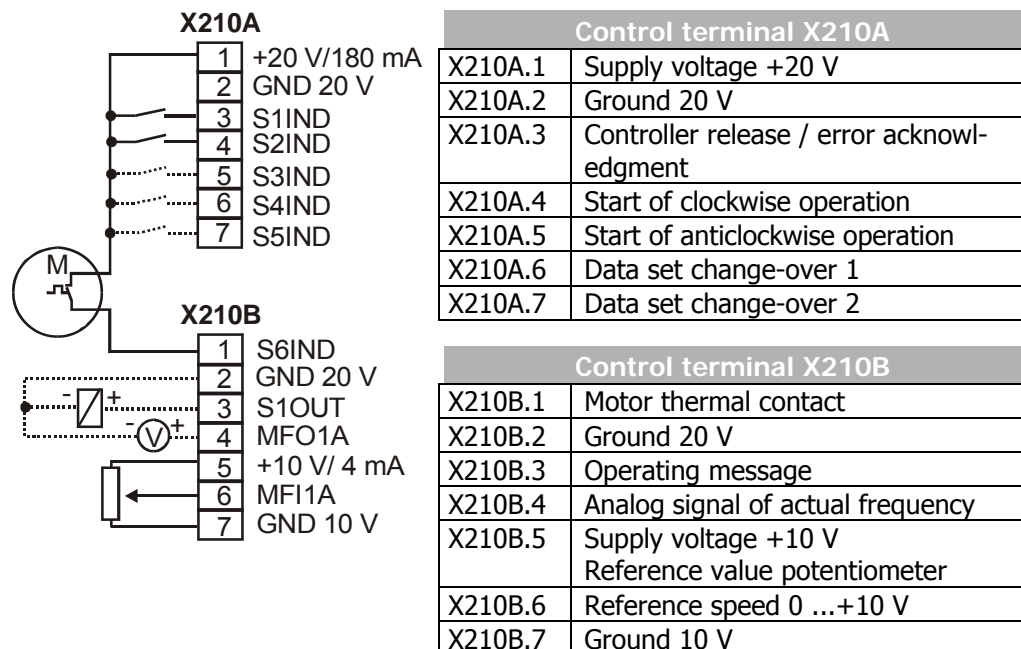 X210A
1 +20 V/180 mA
2 GND 20 V
3 S1IND
4 S2IND
5 S3IND
6 S4IND
7 S5IND
M
X210B
1 S6IND
2 GND 20 V
- + 3 S1OUT
- V + 4 MFO1A
5 +10 V/ 4 mA
6 MFI1A
7 GND 10 V
Control terminal X210A
X210A.1 Supply voltage +20 V
X210A.2 Ground 20 V
X210A.3 Controller release / error acknowl-
edgment
X210A.4 Start of clockwise operation
X210A.5 Start of anticlockwise operation
X210A.6 Data set change-over 1
X210A.7 Data set change-over 2
Control terminal X210B
X210B.1 Motor thermal contact
X210B.2 Ground 20 V
X210B.3 Operating message
X210B.4 Analog signal of actual frequency
X210B.5 Supply voltage +10 V
Reference value potentiometer
X210B.6 Reference speed 0 ...+10 V
X210B.7 Ground 10 V